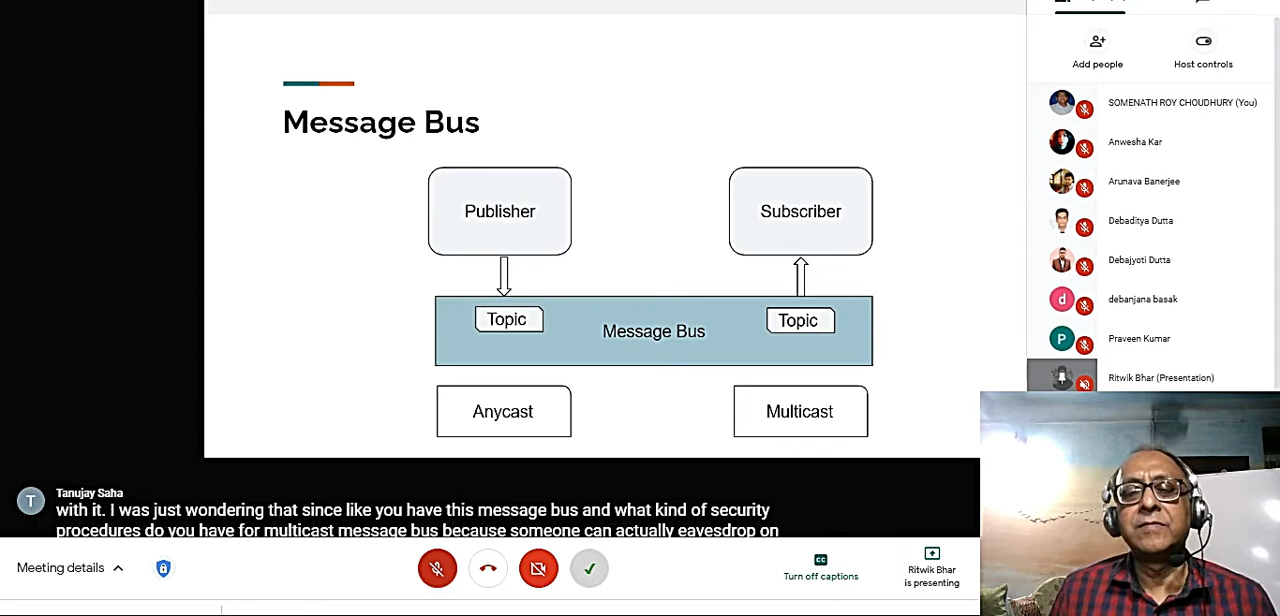 Message Bus
Publisher
Subscriber
Topic
Message Bus
Topic
Anycast
Multicast
Add people
Host controls
SOMENATH ROY CHOUDHURY (You)
Anwesha Kar
Arunava Banerjee
Debaditya Dutta
Debajyoti Dutta
d
debanjana basak
P
Praveen Kumar
Ritwik Bhar (Presentation)
T
Tanujay Saha
with it. I was just wondering that since like you have this message bus and what kind of security
procedures do you have for multicast message bus because someone can actually eavesdrop on
Meeting details
CC
Turn off captions
Ritwik Bhar
is presenting